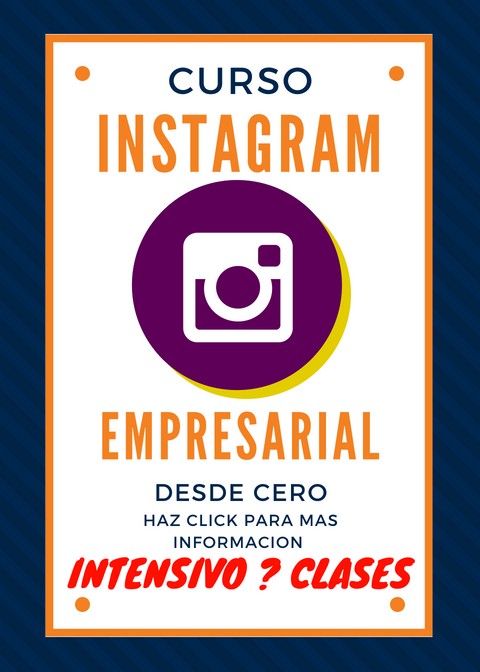 CURSO
INSTAGRAM
EMPRESARIAL
DESDE CERO
HAZ CLICK PARA MAS
INFORMACION
INTENSIVO ? CLASES